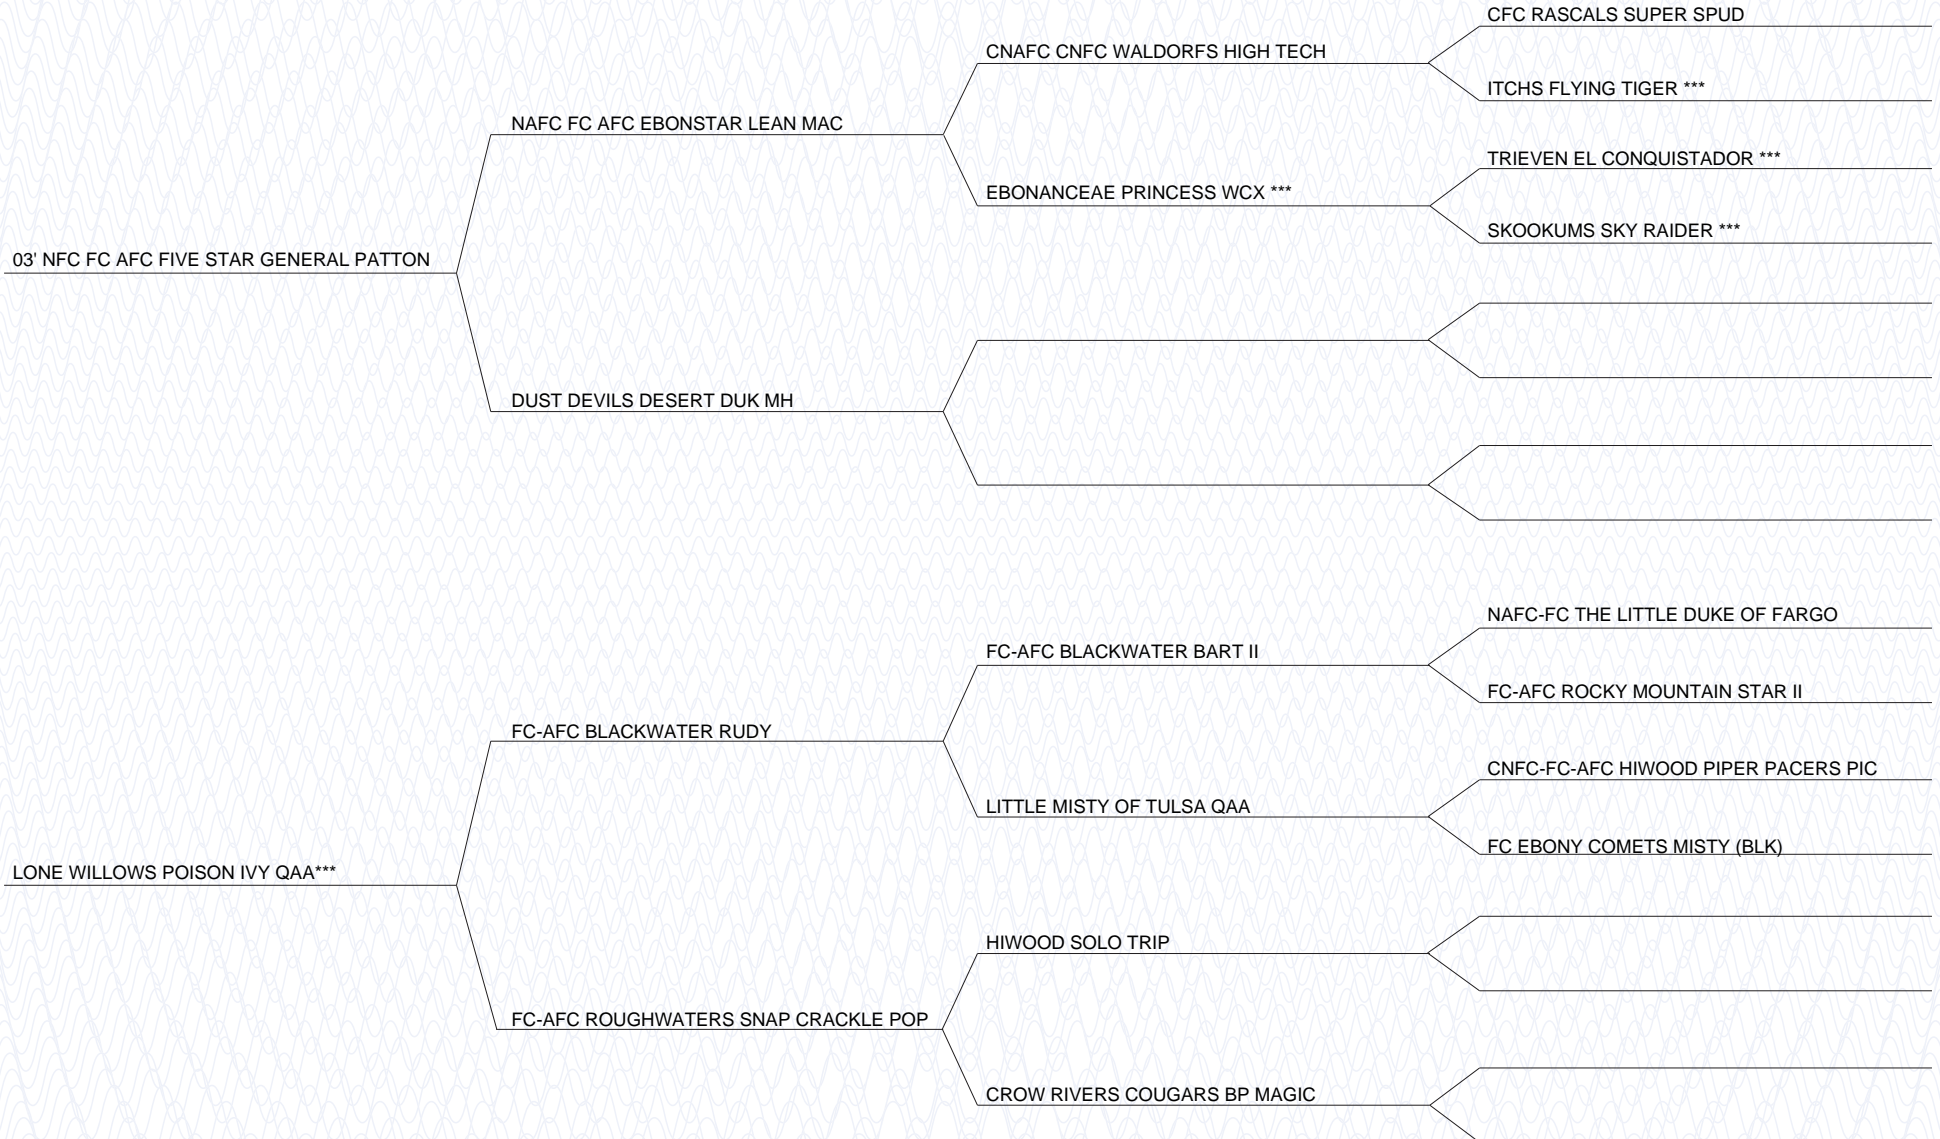 CFC RASCALS SUPER SPUD
CNAFC CNFC WALDORFS HIGH TECH
ITCHS FLYING TIGER ***
NAFC FC AFC EBONSTAR LEAN MAC
TRIEVEN EL CONQUISTADOR ***
EBONANCEAE PRINCESS WCX ***
SKOOKUMS SKY RAIDER ***
03' NFC FC AFC FIVE STAR GENERAL PATTON
DUST DEVILS DESERT DUK MH
NAFC-FC THE LITTLE DUKE OF FARGO
FC-AFC BLACKWATER BART II
FC-AFC ROCKY MOUNTAIN STAR II
FC-AFC BLACKWATER RUDY
CNFC-FC-AFC HIWOOD PIPER PACERS PIC
LITTLE MISTY OF TULSA QAA
FC EBONY COMETS MISTY (BLK)
LONE WILLOWS POISON IVY QAA***
HIWOOD SOLO TRIP
FC-AFC ROUGHWATERS SNAP CRACKLE POP
CROW RIVERS COUGARS BP MAGIC